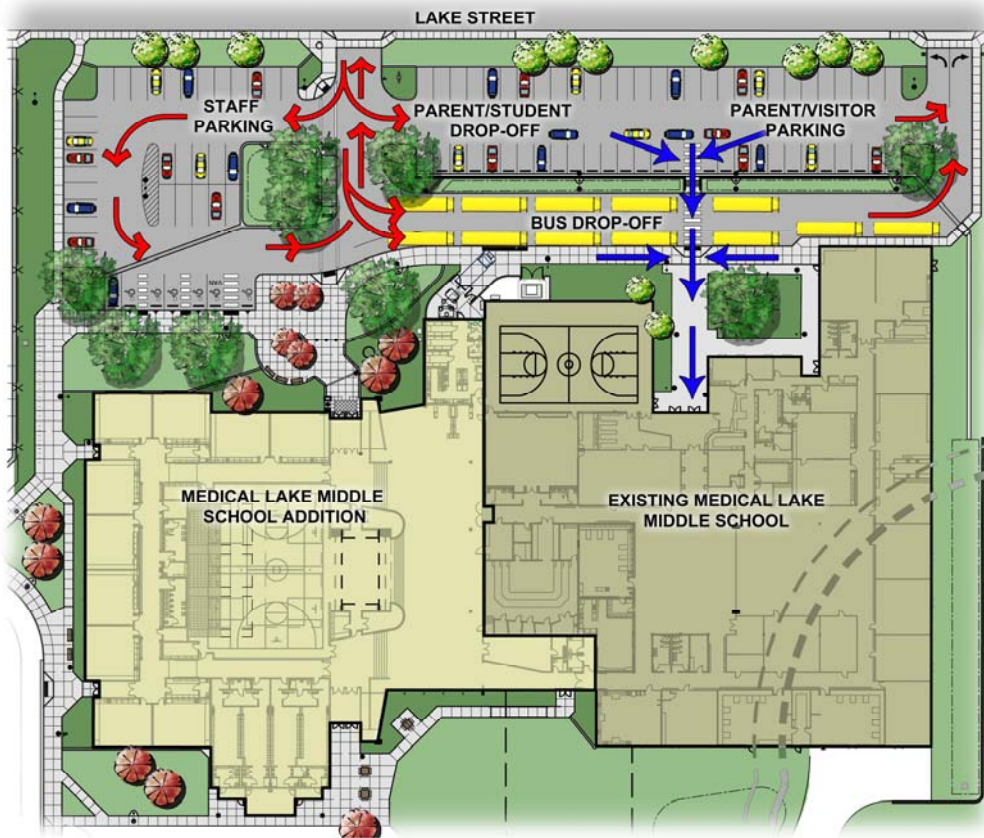 LAKE STREET
STAFF
PARKING
PARENT/STUDENT
DROP-OFF
PARENT/VISITOR
PARKING
BUS DROP-OFF
VAN
MEDICAL LAKE MIDDLE
SCHOOL ADDITION
EXISTING MEDICAL LAKE
MIDDLE SCHOOL